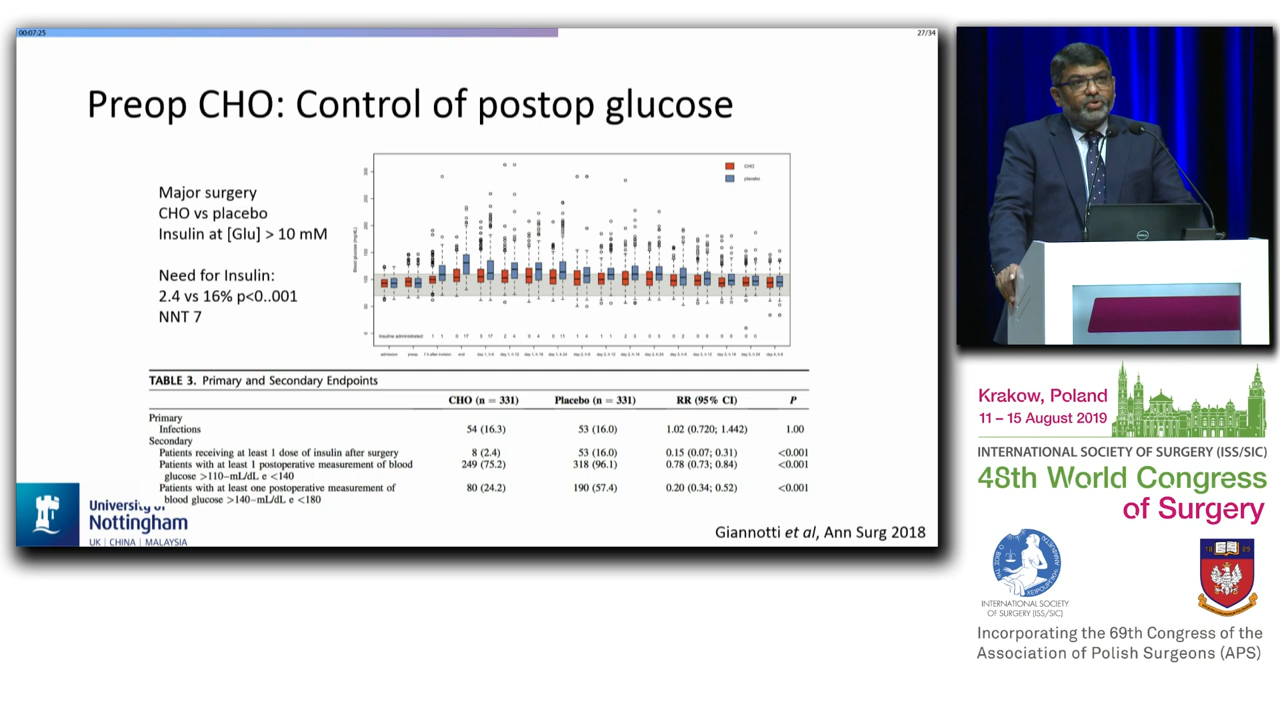 00:07:25
27/34
Preop CHO: Control of postop glucose
Major surgery
CHO vs placebo
Insulin at [Glu] > 10 mM
Need for Insulin:
2.4 vs 16% p<0..001
NNT 7
CHO
placebo
Blood glucose (mg/dL)
Insuline administrated:
TABLE 3. Primary and Secondary Endpoints
CHO (n = 331) Placebo (n = 331) RR (95% CI) P
Primary
Infections 54 (16.3) 53 (16.0) 1.02 (0.720; 1.442) 1.00
Secondary
Patients receiving at least 1 dose of insulin after surgery 8 (2.4) 53 (16.0) 0.15 (0.07; 0.31) <0.001
Patients with at least 1 postoperative measurement of blood 249 (75.2) 318 (96.1) 0.78 (0.73; 0.84) <0.001
glucose >110–mL/dL e <140
Patients with at least one postoperative measurement of 80 (24.2) 190 (57.4) 0.20 (0.34; 0.52) <0.001
blood glucose >140–mL/dL e <180
University of
Nottingham
UK | CHINA | MALAYSIA
Giannotti et al, Ann Surg 2018
DELL
Krakow, Poland
11 – 15 August 2019
INTERNATIONAL SOCIETY OF SURGERY (ISS/SIC)
48th World Congress
of Surgery
INTERNATIONAL SOCIETY
OF SURGERY (ISS/SIC)
18 89
Incorporating the 69th Congress of the
Association of Polish Surgeons (APS)